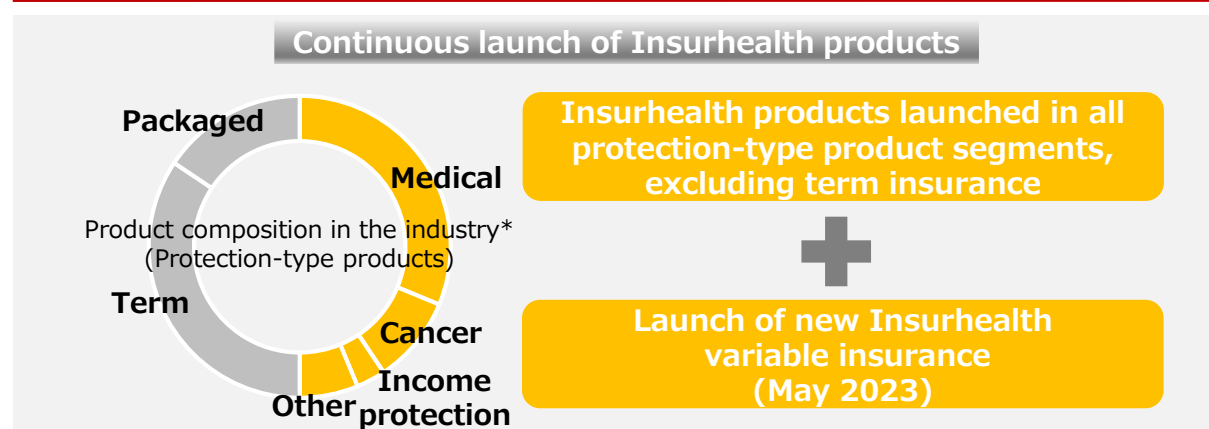 Continuous launch of Insurhealth products
Packaged
Medical
Product composition in the industry*
(Protection-type products)
Term
Cancer
Income
protection
Other
Insurhealth products launched in all
protection-type product segments,
excluding term insurance
Launch of new Insurhealth
variable insurance
(May 2023)